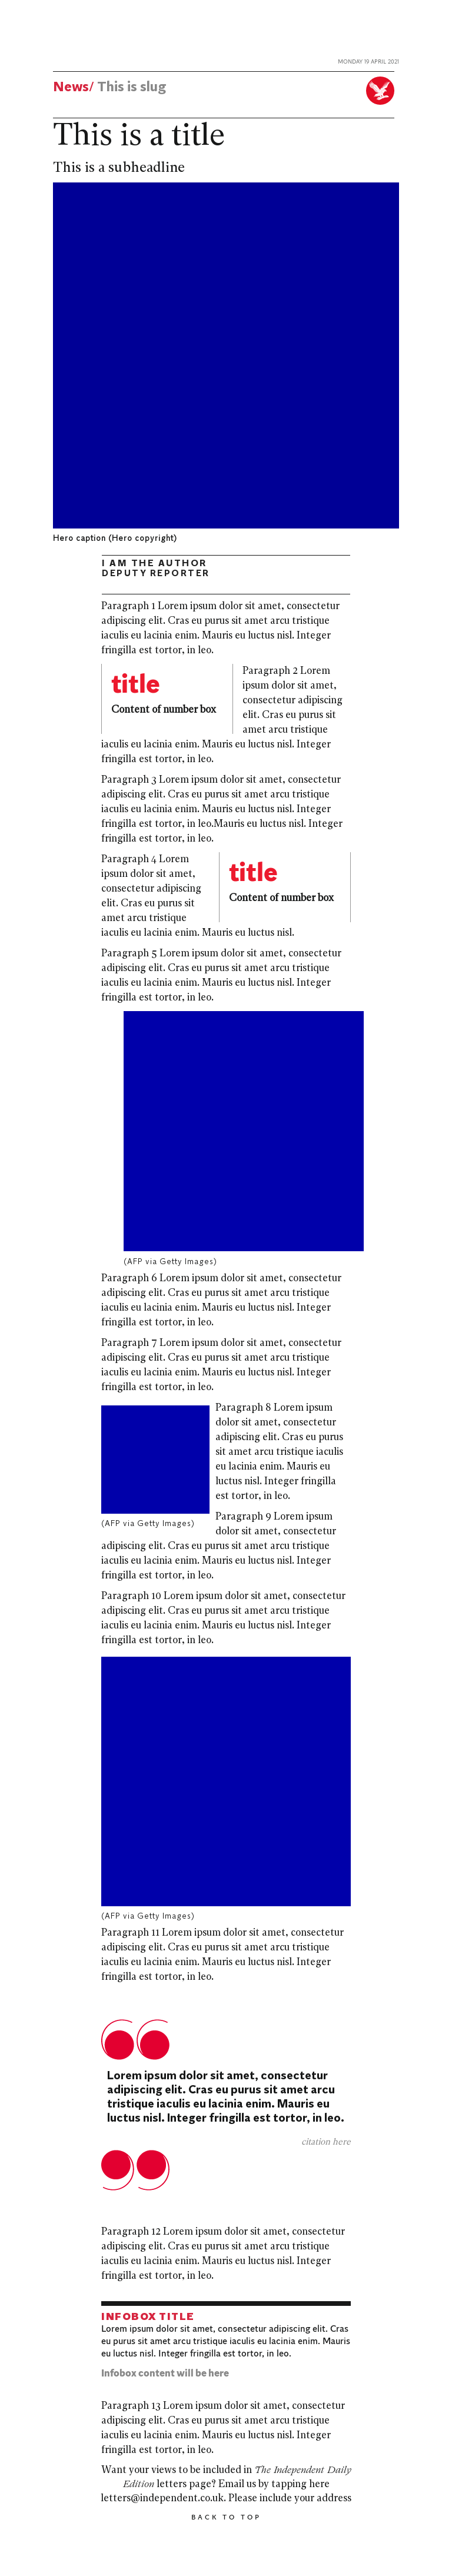 MONDAY 19 APRIL 2021
News/ This is slug
This is a title
This is a subheadline
Hero caption (Hero copyright)
I AM THE AUTHOR
DEPUTY REPORTER
Paragraph 1 Lorem ipsum dolor sit amet, consectetur
adipiscing elit. Cras eu purus sit amet arcu tristique
iaculis eu lacinia enim. Mauris eu luctus nisl. Integer
fringilla est tortor, in leo.
title
Content of number box
Paragraph 2 Lorem
ipsum dolor sit amet,
consectetur adipiscing
elit. Cras eu purus sit
amet arcu tristique
iaculis eu lacinia enim. Mauris eu luctus nisl. Integer
fringilla est tortor, in leo.
Paragraph 3 Lorem ipsum dolor sit amet, consectetur
adipiscing elit. Cras eu purus sit amet arcu tristique
iaculis eu lacinia enim. Mauris eu luctus nisl. Integer
fringilla est tortor, in leo.Mauris eu luctus nisl. Integer
fringilla est tortor, in leo.
Paragraph 4 Lorem
ipsum dolor sit amet,
consectetur adipiscing
elit. Cras eu purus sit
amet arcu tristique
title
Content of number box
iaculis eu lacinia enim. Mauris eu luctus nisl.
Paragraph 5 Lorem ipsum dolor sit amet, consectetur
adipiscing elit. Cras eu purus sit amet arcu tristique
iaculis eu lacinia enim. Mauris eu luctus nisl. Integer
fringilla est tortor, in leo.
(AFP via Getty Images)
Paragraph 6 Lorem ipsum dolor sit amet, consectetur
adipiscing elit. Cras eu purus sit amet arcu tristique
iaculis eu lacinia enim. Mauris eu luctus nisl. Integer
fringilla est tortor, in leo.
Paragraph 7 Lorem ipsum dolor sit amet, consectetur
adipiscing elit. Cras eu purus sit amet arcu tristique
iaculis eu lacinia enim. Mauris eu luctus nisl. Integer
fringilla est tortor, in leo.
(AFP via Getty Images)
Paragraph 8 Lorem ipsum
dolor sit amet, consectetur
adipiscing elit. Cras eu purus
sit amet arcu tristique iaculis
eu lacinia enim. Mauris eu
luctus nisl. Integer fringilla
est tortor, in leo.
Paragraph 9 Lorem ipsum
dolor sit amet, consectetur
adipiscing elit. Cras eu purus sit amet arcu tristique
iaculis eu lacinia enim. Mauris eu luctus nisl. Integer
fringilla est tortor, in leo.
Paragraph 10 Lorem ipsum dolor sit amet, consectetur
adipiscing elit. Cras eu purus sit amet arcu tristique
iaculis eu lacinia enim. Mauris eu luctus nisl. Integer
fringilla est tortor, in leo.
(AFP via Getty Images)
Paragraph 11 Lorem ipsum dolor sit amet, consectetur
adipiscing elit. Cras eu purus sit amet arcu tristique
iaculis eu lacinia enim. Mauris eu luctus nisl. Integer
fringilla est tortor, in leo.
Lorem ipsum dolor sit amet, consectetur
adipiscing elit. Cras eu purus sit amet arcu
tristique iaculis eu lacinia enim. Mauris eu
luctus nisl. Integer fringilla est tortor, in leo.
citation here
Paragraph 12 Lorem ipsum dolor sit amet, consectetur
adipiscing elit. Cras eu purus sit amet arcu tristique
iaculis eu lacinia enim. Mauris eu luctus nisl. Integer
fringilla est tortor, in leo.
INFOBOX TITLE
Lorem ipsum dolor sit amet, consectetur adipiscing elit. Cras
eu purus sit amet arcu tristique iaculis eu lacinia enim. Mauris
eu luctus nisl. Integer fringilla est tortor, in leo.
Infobox content will be here
Paragraph 13 Lorem ipsum dolor sit amet, consectetur
adipiscing elit. Cras eu purus sit amet arcu tristique
iaculis eu lacinia enim. Mauris eu luctus nisl. Integer
fringilla est tortor, in leo.
Want your views to be included in The Independent Daily
Edition letters page? Email us by tapping here
letters@independent.co.uk. Please include your address
BACK TO TOP